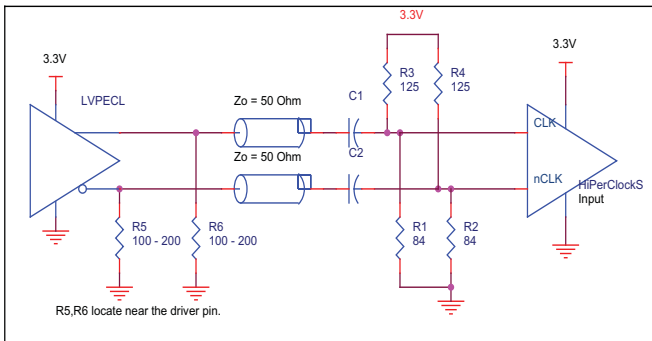 3.3V
3.3V
3.3V
LVPECL
Zo = 50 Ohm
C1
R3
125
R4
125
CLK
Zo = 50 Ohm
C2
nCLK
HiPerClockS
Input
R5
100 - 200
R6
100 - 200
R1
84
R2
84
R5,R6 locate near the driver pin.